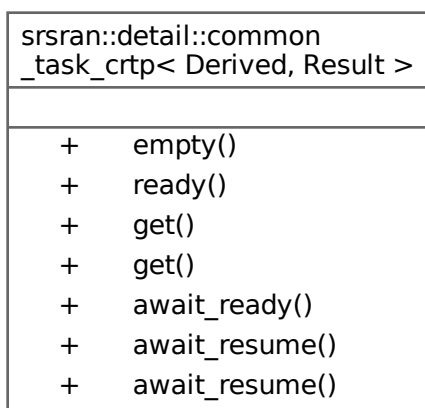 srsran::detail::common
_task_crtp< Derived, Result >
+ empty()
+ ready()
+ get()
+ get()
+ await_ready()
+ await_resume()
+ await_resume()